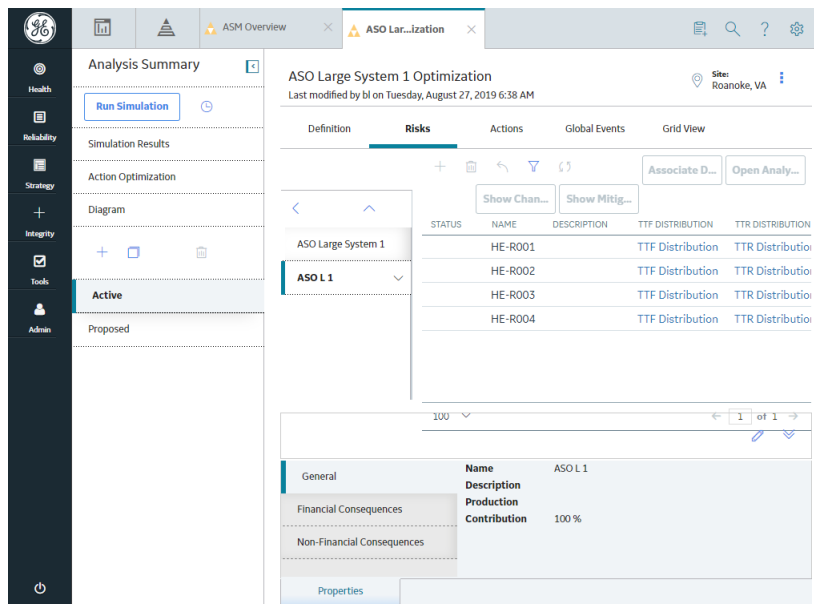 ASM Overview
ASO Lar...ization
Health
Reliability
Strategy
Integrity
Tools
Admin
Analysis Summary
Run Simulation
Simulation Results
Action Optimization
Diagram
Active
Proposed
ASO Large System 1 Optimization
Last modified by bl on Tuesday, August 27, 2019 6:38 AM
Site:
Roanoke, VA
Definition Risks Actions Global Events Grid View
Associate D... Open Analy...
Show Chan... Show Mitig...
ASO Large System 1
ASO L 1
STATUS NAME DESCRIPTION TTF DISTRIBUTION TTR DISTRIBUTION
HE-R001 TTF Distribution TTR Distributio
HE-R002 TTF Distribution TTR Distributio
HE-R003 TTF Distribution TTR Distributio
HE-R004 TTF Distribution TTR Distributio
100
1 of 1
General
Financial Consequences
Non-Financial Consequences
Name ASO L 1
Description
Production
Contribution 100 %
Properties